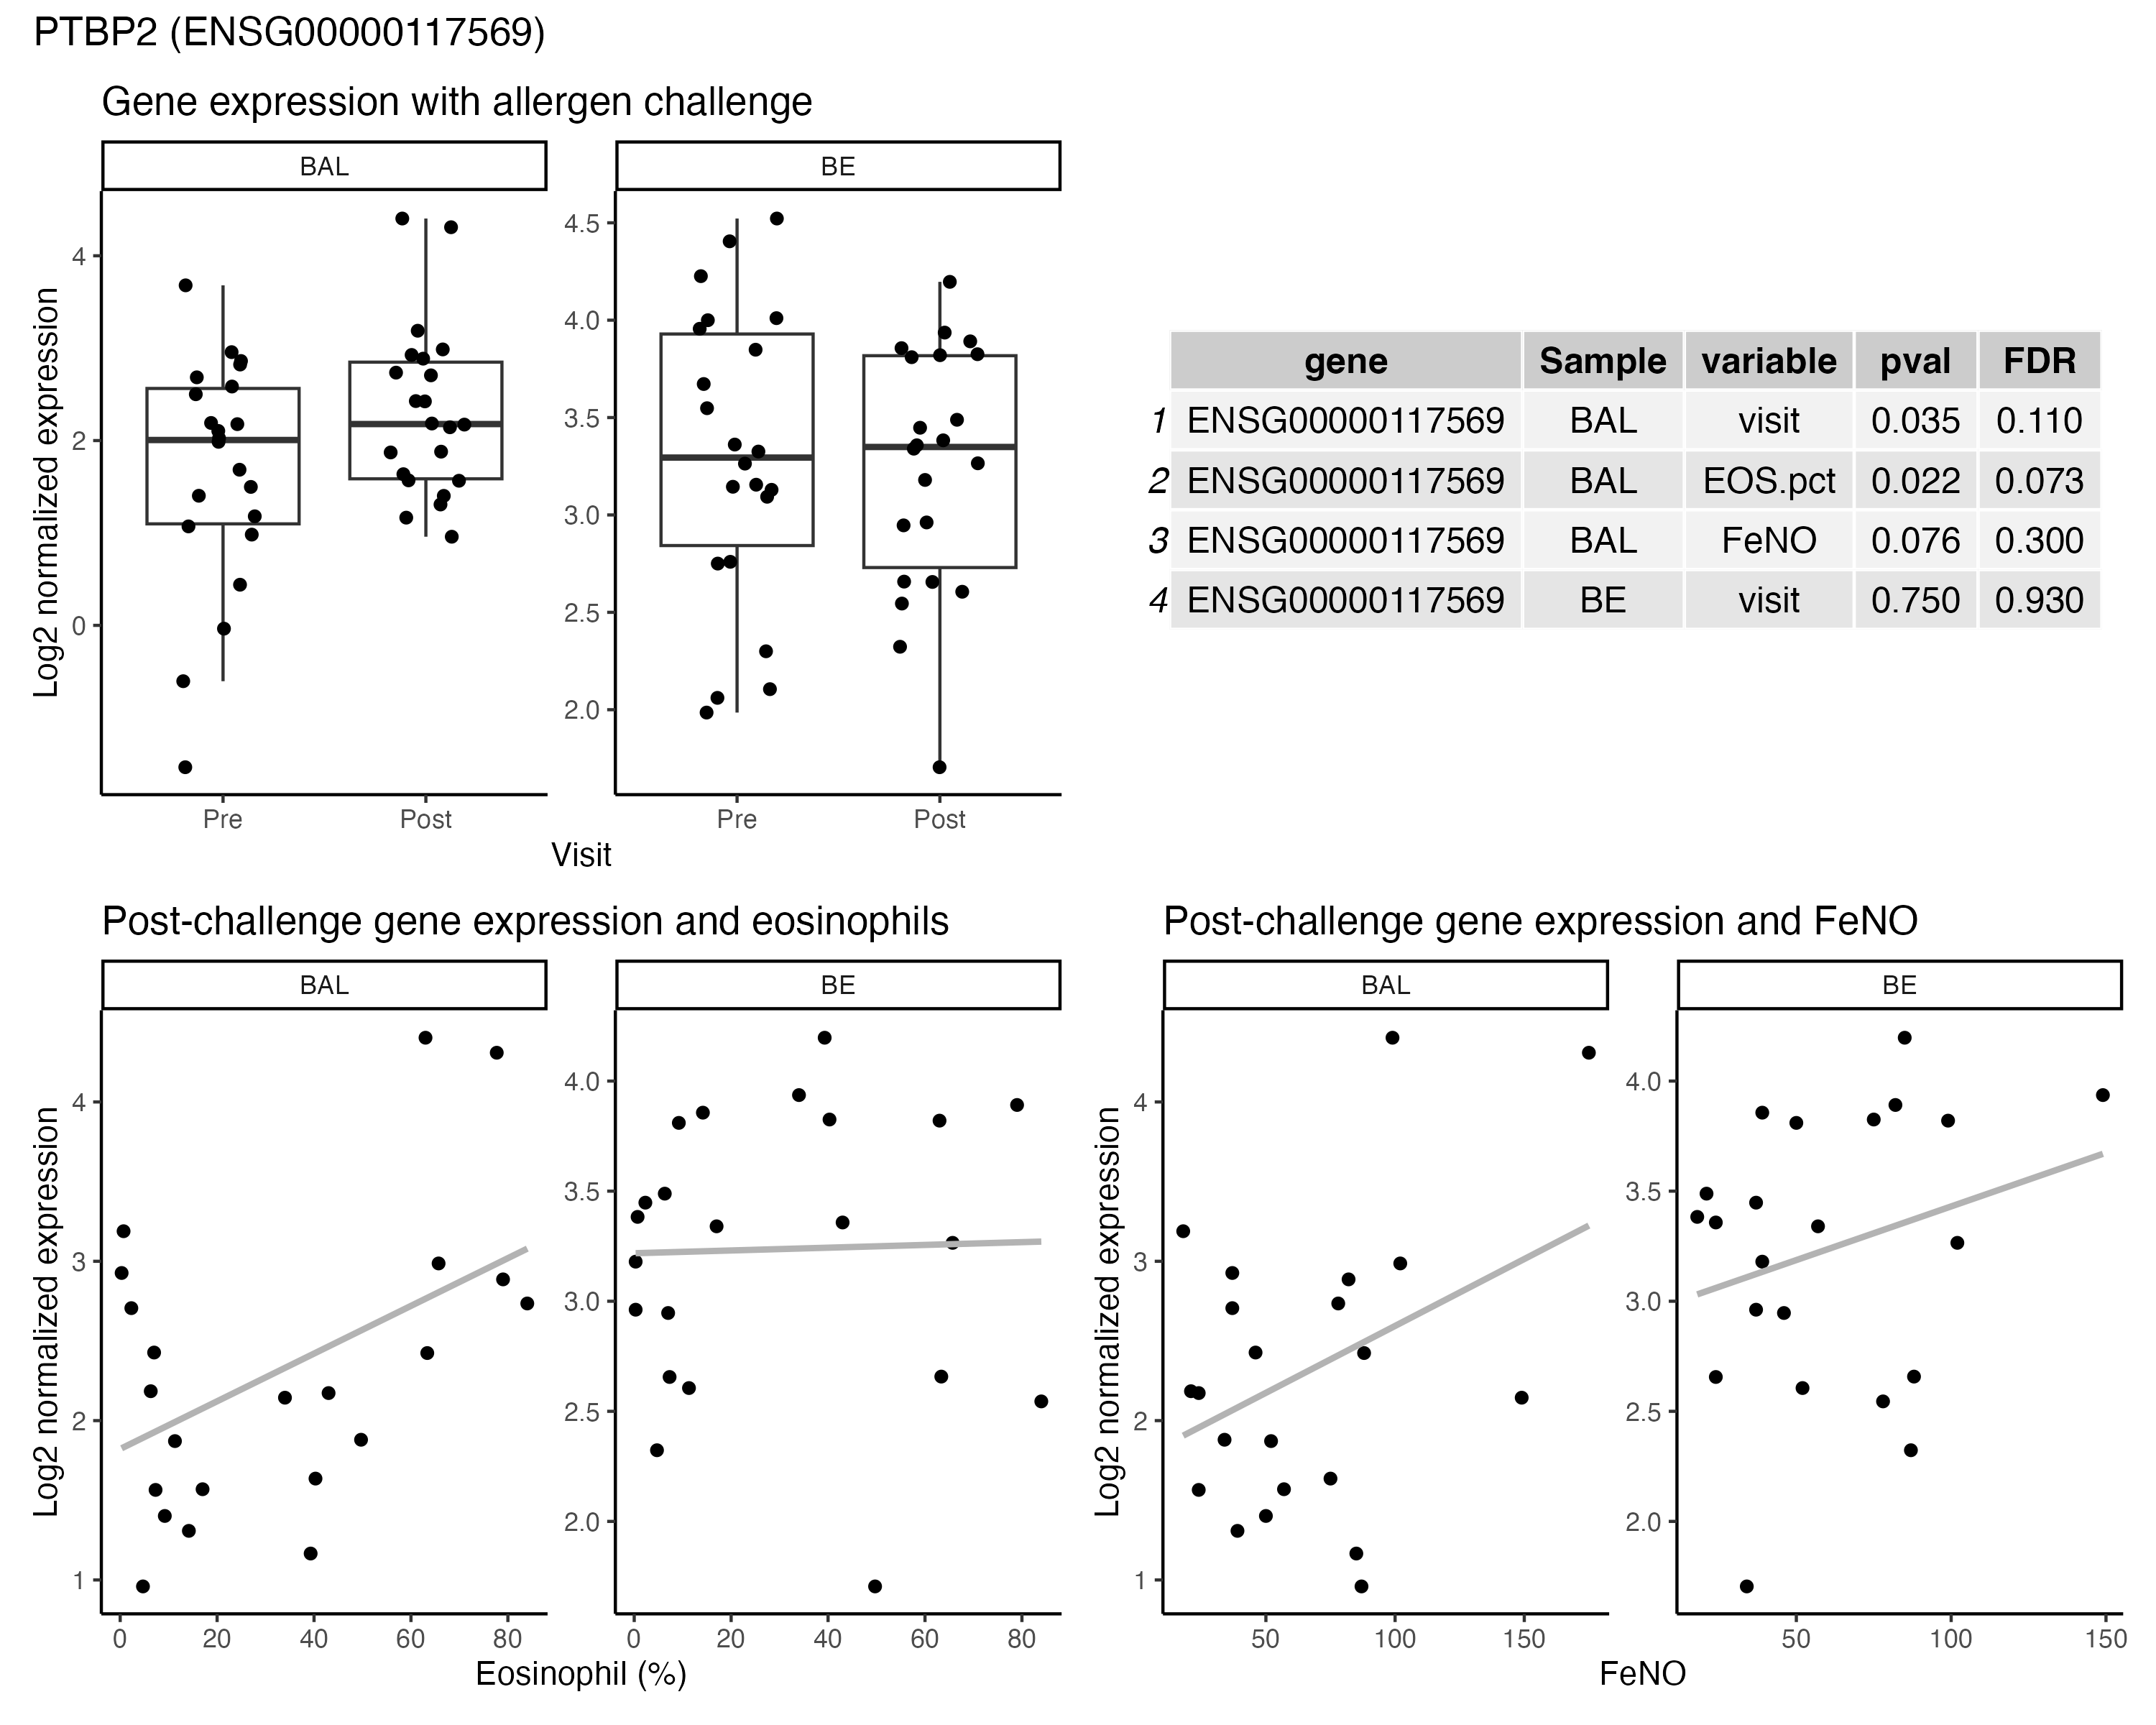 PTBP2 (ENSG00000117569)
Gene expression with allergen challenge
BAL BE
Log2 normalized expression
4
2
0
4.5
4.0
3.5
3.0
2.5
2.0
Pre Post Pre Post
Visit
gene Sample variable pval FDR
1 ENSG00000117569 BAL visit 0.035 0.110
2 ENSG00000117569 BAL EOS.pct 0.022 0.073
3 ENSG00000117569 BAL FeNO 0.076 0.300
4 ENSG00000117569 BE visit 0.750 0.930
Post-challenge gene expression and eosinophils
BAL BE
Log2 normalized expression
4
3
2
1
4.0
3.5
3.0
2.5
2.0
0 20 40 60 80 0 20 40 60 80
Eosinophil (%)
Post-challenge gene expression and FeNO
BAL BE
Log2 normalized expression
4
3
2
1
4.0
3.5
3.0
2.5
2.0
50 100 150 50 100 150
FeNO